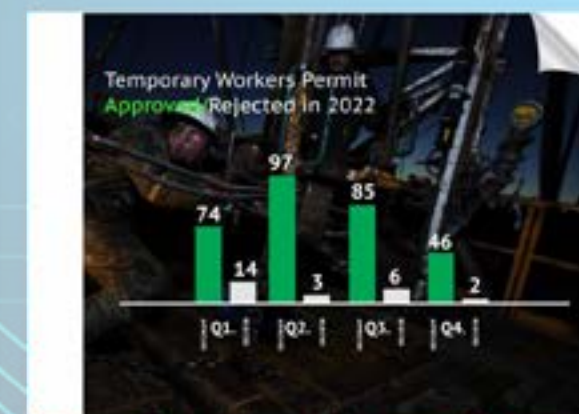 Temporary Workers Permit
Approved/Rejected in 2022
97
85
74
46
14
3
6
2
Q1.
Q2.
Q3.
Q4.